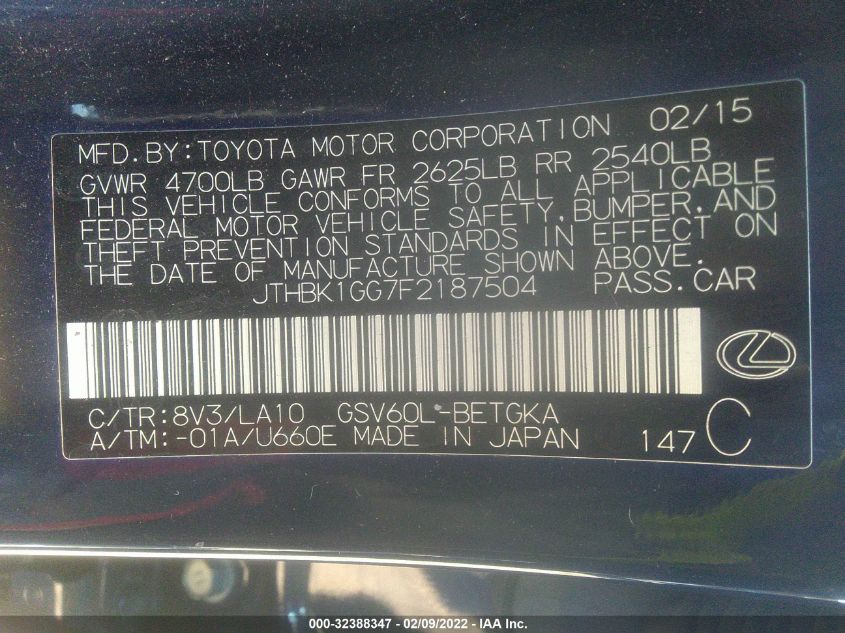 MFD.BY:TOYOTA MOTOR CORPORATION 02/15
GVWR 4700LB GAWR FR 2625LB RR 2540LB
THIS VEHICLE CONFORMS TO ALL APPLICABLE
FEDERAL MOTOR VEHICLE SAFETY,BUMPER,AND
THEFT PREVENTION STANDARDS IN EFFECT ON
THE DATE OF MANUFACTURE SHOWN ABOVE.
JTHBK1GG7F2187504 PASS.CAR
C/TR:8V3/LA10 GSV60L-BETGKA
A/TM:-01A/U660E MADE IN JAPAN 147 C
000-32388347 - 02/09/2022 - IAA Inc.